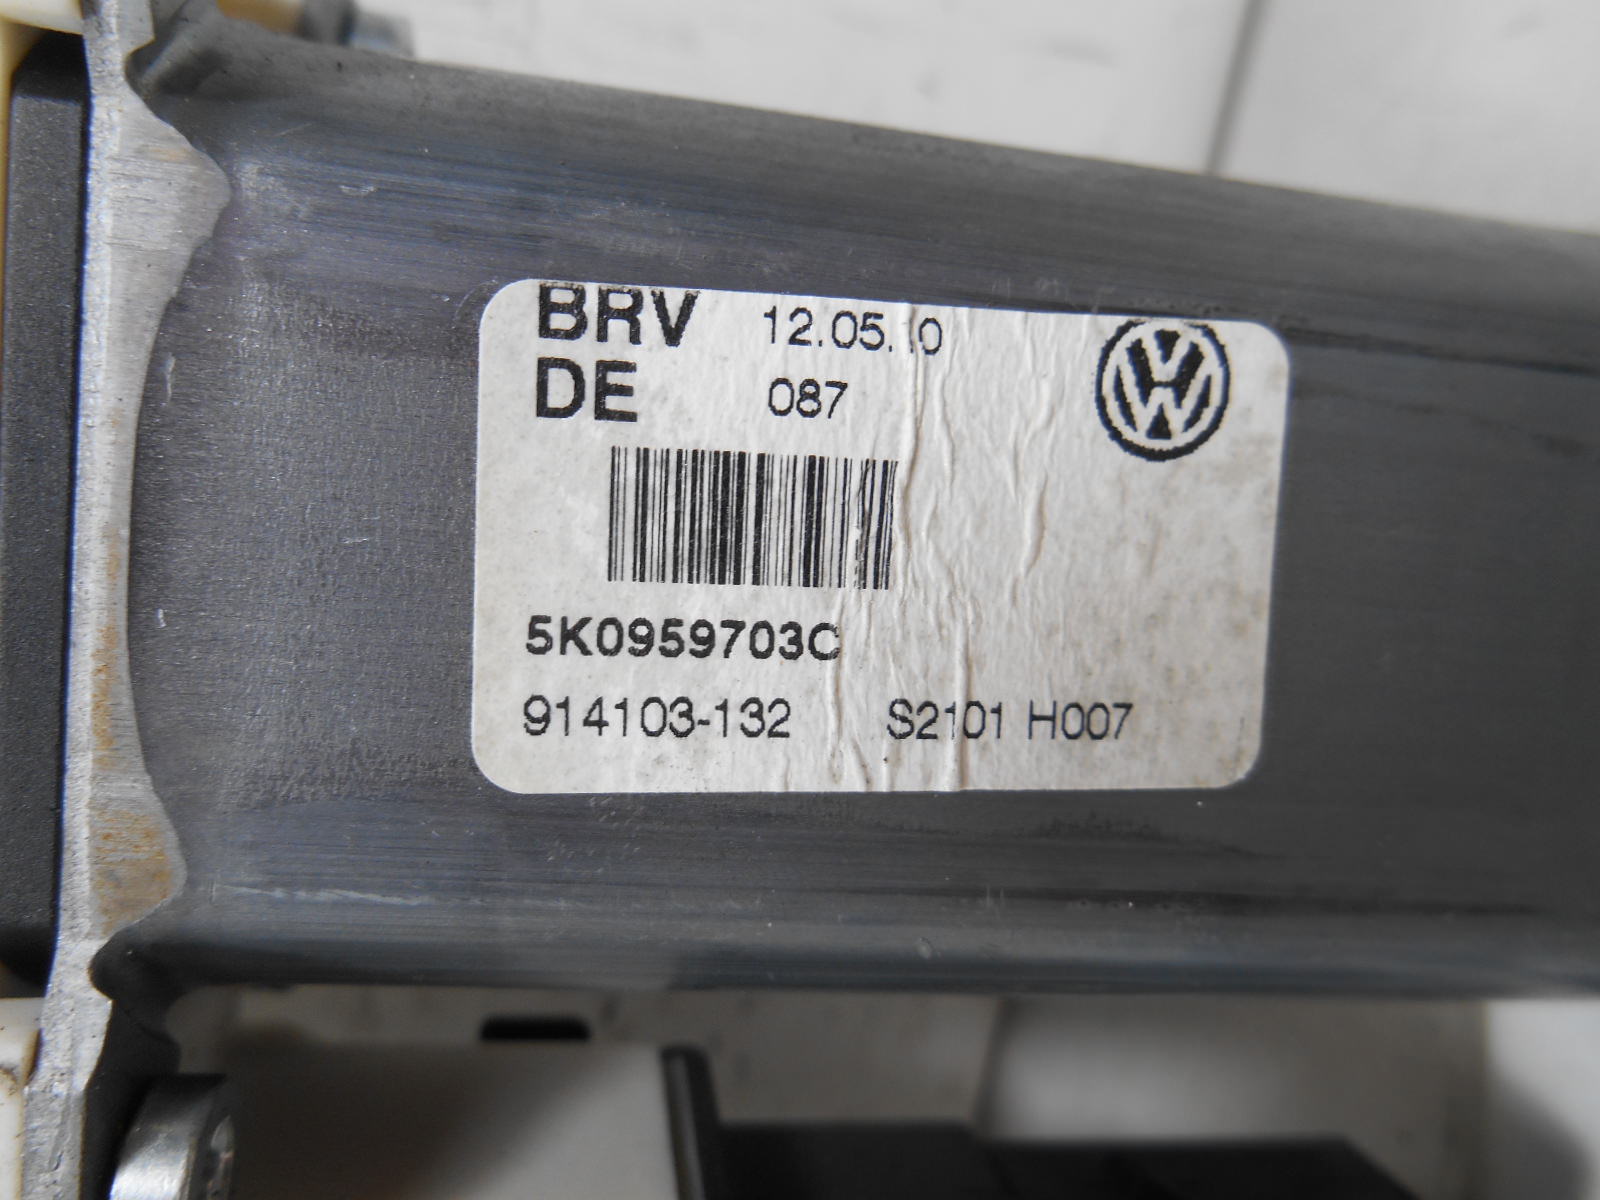 BRV 12.05.10
DE 087
5K0959703C
914103-132 S2101 H007